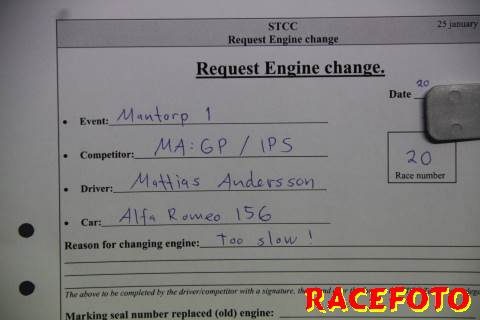 STCC 25 january
Request Engine change
Request Engine change.
Date 20
• Event: Mantorp 1
• Competitor: MA:GP / IPS
20
Race number
• Driver: Mattias Andersson
• Car: Alfa Romeo 156
Reason for changing engine: Too slow!
The above to be completed by the driver/competitor with a signature,
RACEFOTO
Marking seal number replaced (old) engine: